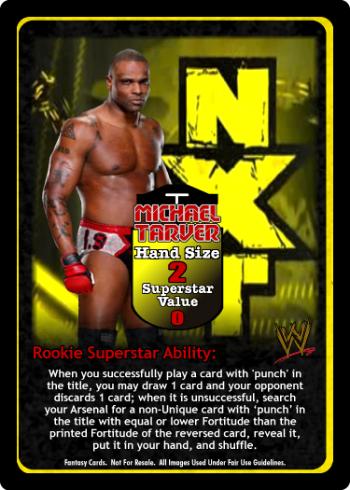 NXT
1.9
MICHAEL
TARVER
Hand Size
2
Superstar
Value
0
W
Rookie Superstar Ability:
When you successfully play a card with 'punch' in
the title, you may draw 1 card and your opponent
discards 1 card; when it is unsuccessful, search
your Arsenal for a non-Unique card with ‘punch’ in
the title with equal or lower Fortitude than the
printed Fortitude of the reversed card, reveal it,
put it in your hand, and shuffle.
Fantasy Cards. Not For Resale. All Images Used Under Fair Use Guidelines.